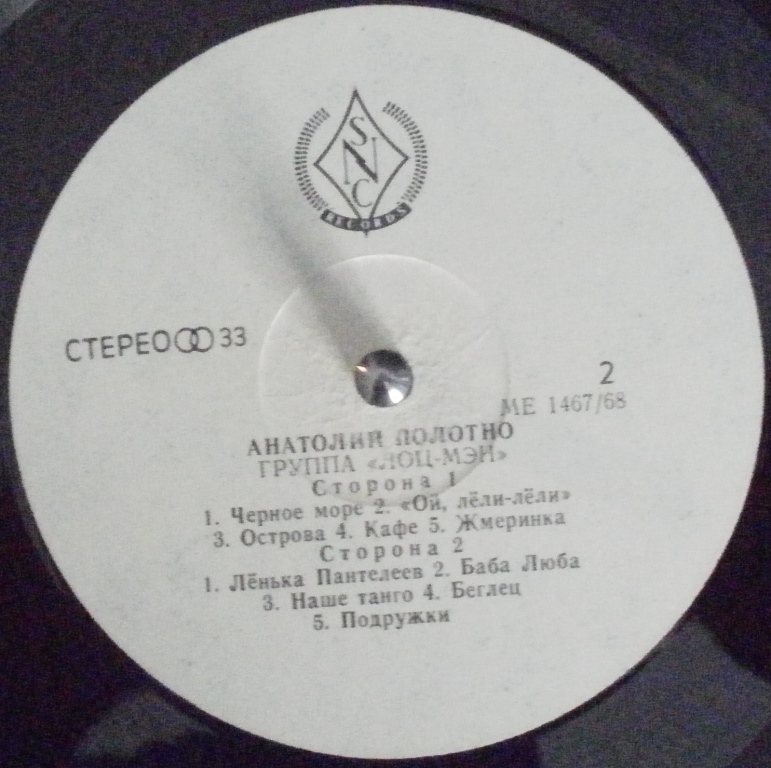 SNC
RECORDS
СТЕРЕО 33
2
МЕ 1467/68
АНАТОЛИЙ ПОЛОТНО
ГРУППА «ЛОЦ-МЭН»
Сторона 1
1. Черное море 2. «Ой, лёли-лёли»
3. Острова 4. Кафе 5. Жмеринка
Сторона 2
1. Лёнька Пантелеев 2. Баба Люба
3. Наше танго 4. Беглец
5. Подружки